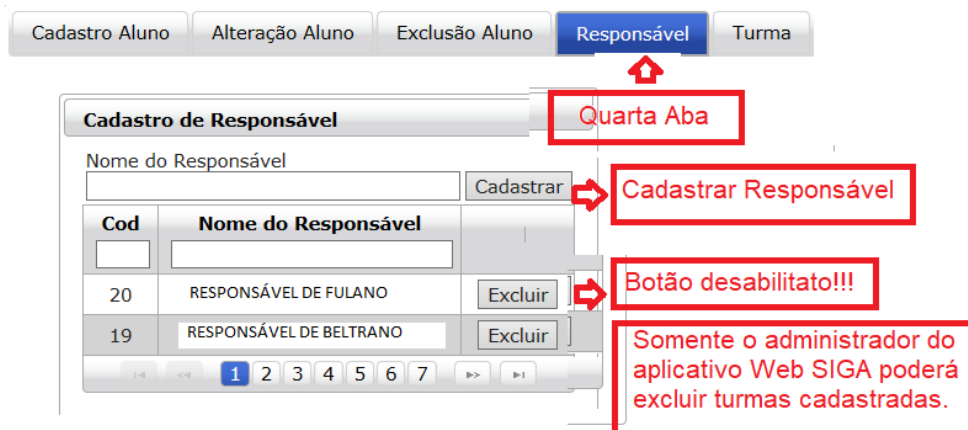 Cadastro Aluno Alteração Aluno Exclusão Aluno Responsável Turma
Quarta Aba
Cadastro de Responsável
Nome do Responsável
Cadastrar
Cadastrar Responsável
Cod Nome do Responsável
20 RESPONSÁVEL DE FULANO Excluir
Botão desabilitato!!!
19 RESPONSÁVEL DE BELTRANO Excluir
Somente o administrador do
aplicativo Web SIGA poderá
excluir turmas cadastradas.
1 2 3 4 5 6 7